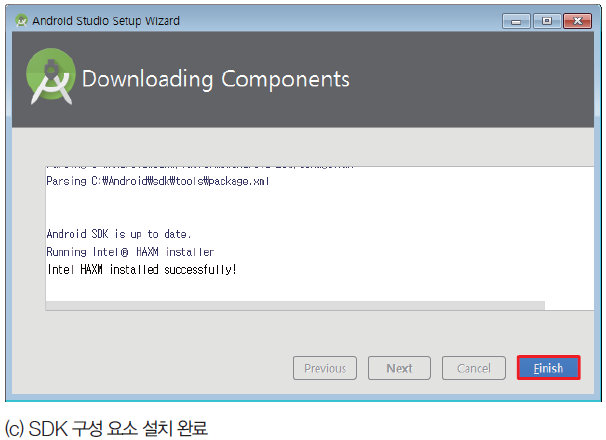 Android Studio Setup Wizard
Downloading Components
Parsing C:₩Android₩sdk₩tools₩package.xml
Android SDK is up to date.
Running Intel® HAXM installer
Intel HAXM installed successfully!
Previous Next Cancel Finish
(c) SDK 구성 요소 설치 완료